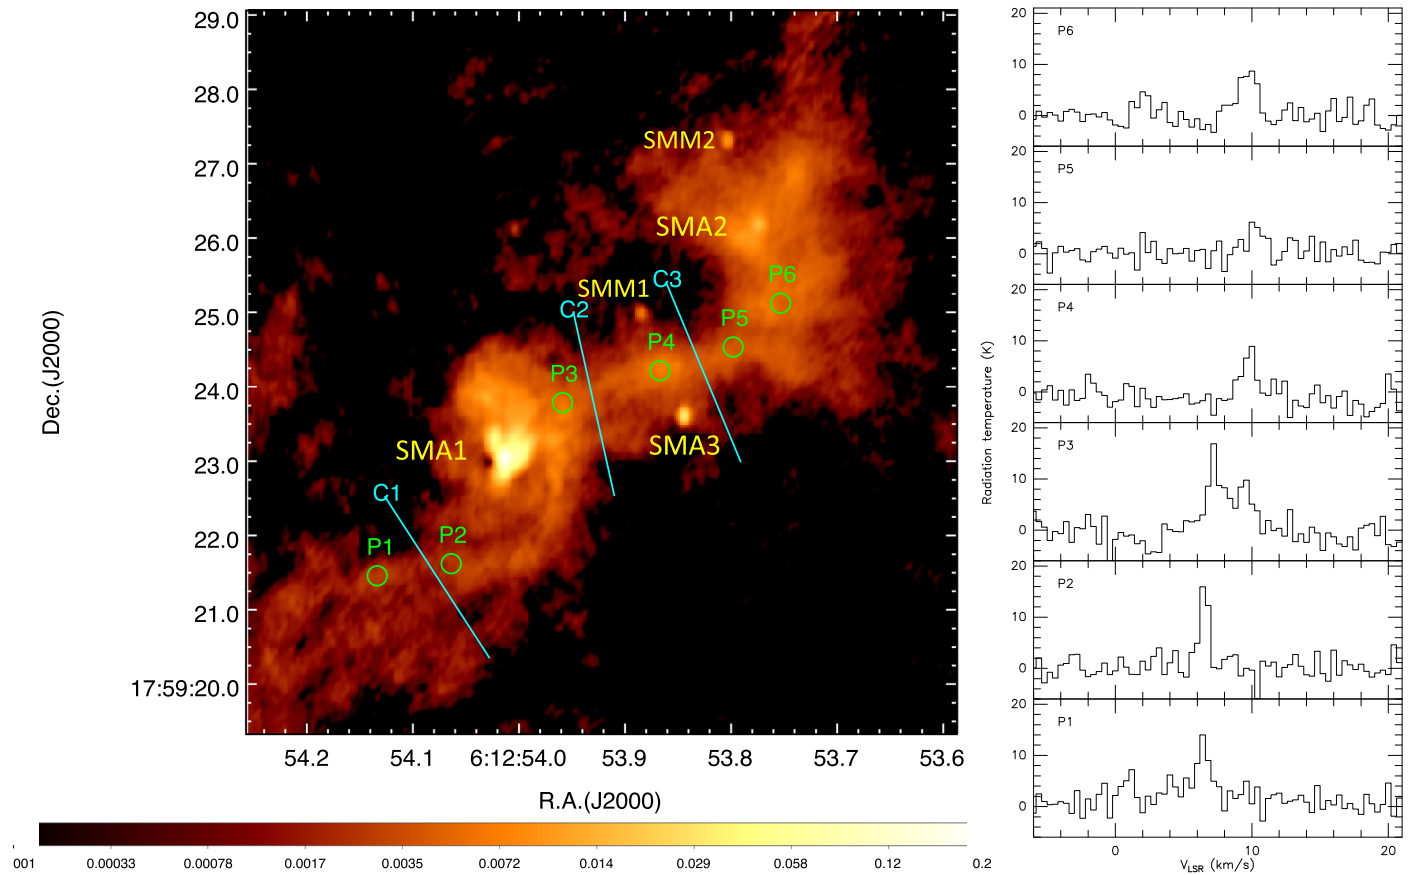 29.0
28.0
27.0
26.0
25.0
24.0
23.0
22.0
21.0
17:59:20.0
Dec.(J2000)
SMM2
SMA2
P6
C3
SMM1
C2
P5
P4
P3
SMA1
SMA3
C1
P2
P1
54.2 54.1 6:12:54.0 53.9 53.8 53.7 53.6
R.A.(J2000)
001 0.00033 0.00078 0.0017 0.0035 0.0072 0.014 0.029 0.058 0.12 0.2
20
P6
10
0
20
P5
10
0
20
P4
10
0
Radiation temperature (K)
20
P3
10
0
20
P2
10
0
20
P1
10
0
0 10 20
VLSR (km/s)